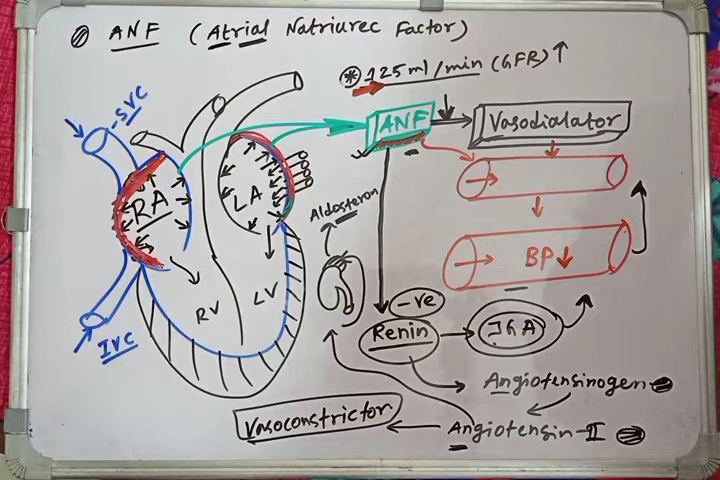 ANF (Atrial Natriurec Factor)
* 125 ml/min (GFR) ↑
SVC
ANF → Vasodialator
RA
LA
Aldosteron
BP ↓
RV
LV
-ve
Renin → JGA
IVC
Angiotensinogen
Vasoconstrictor ← Angiotensin-II